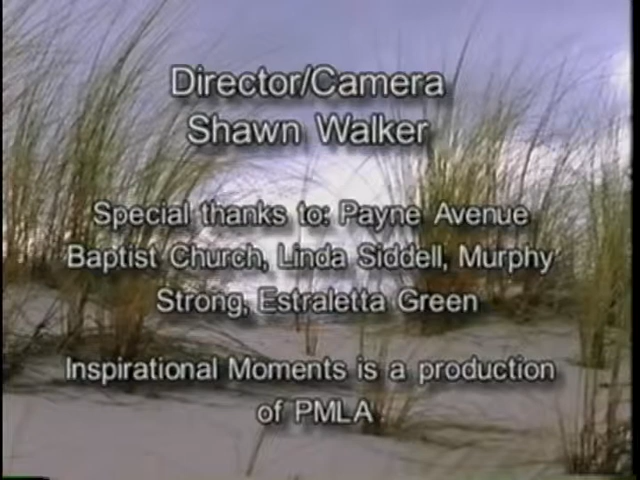 Director/Camera
Shawn Walker
Special thanks to: Payne Avenue
Baptist Church, Linda Siddell, Murphy
Strong, Estraletta Green
Inspirational Moments is a production
of PMLA